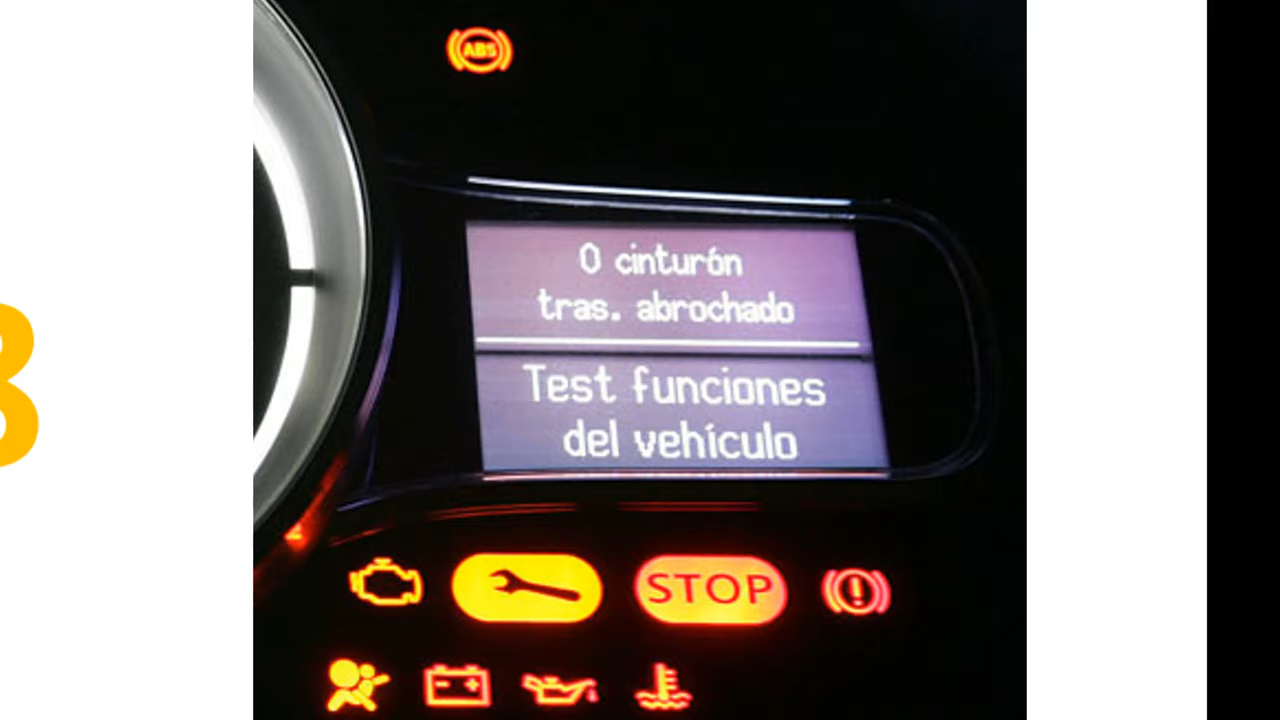 ABS
0 cinturón
tras. abrochado
Test funciones
del vehículo
STOP